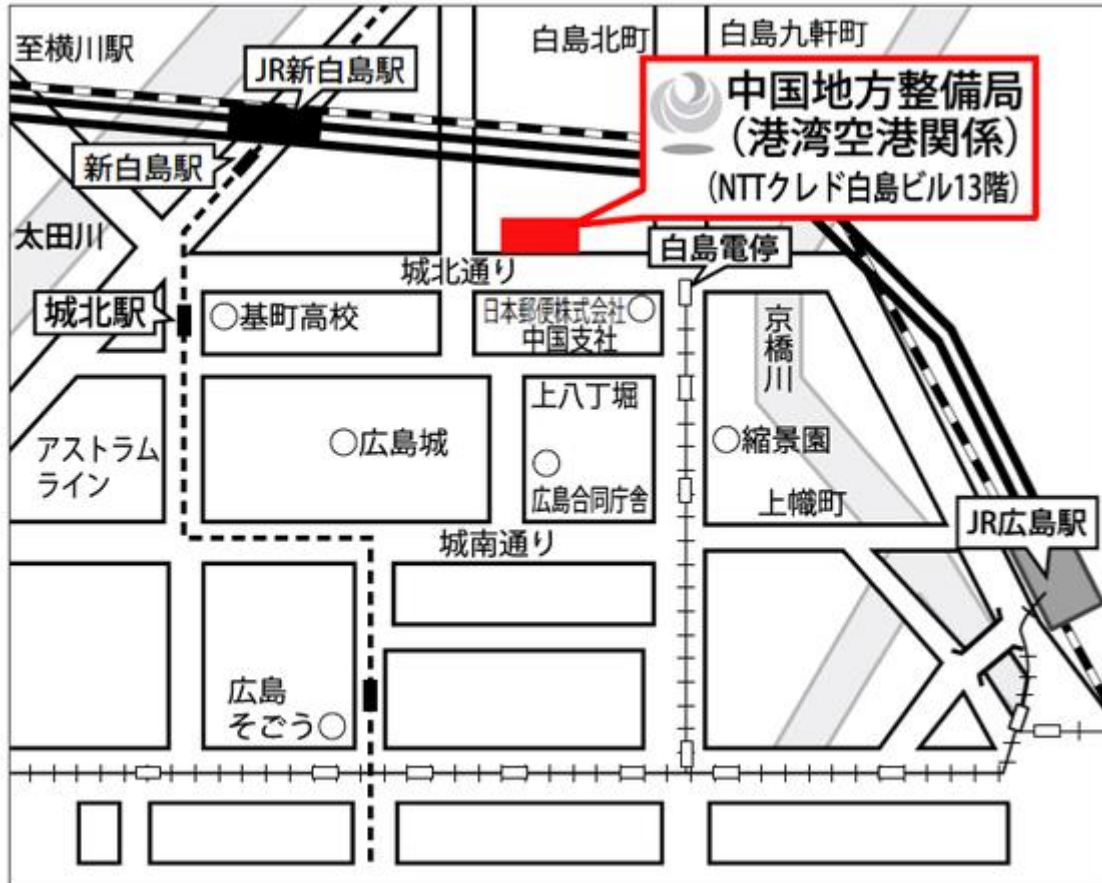 至横川駅
白島北町
白島九軒町
JR新白島駅
中国地方整備局
(港湾空港関係)
(NTTクレド白島ビル13階)
新白島駅
太田川
城北通り
白島電停
城北駅
○基町高校
日本郵便株式会社○
中国支社
京橋川
上八丁堀
○広島城
○縮景園
アストラム
ライン
○
広島合同庁舎
上幟町
JR広島駅
城南通り
広島
そごう○